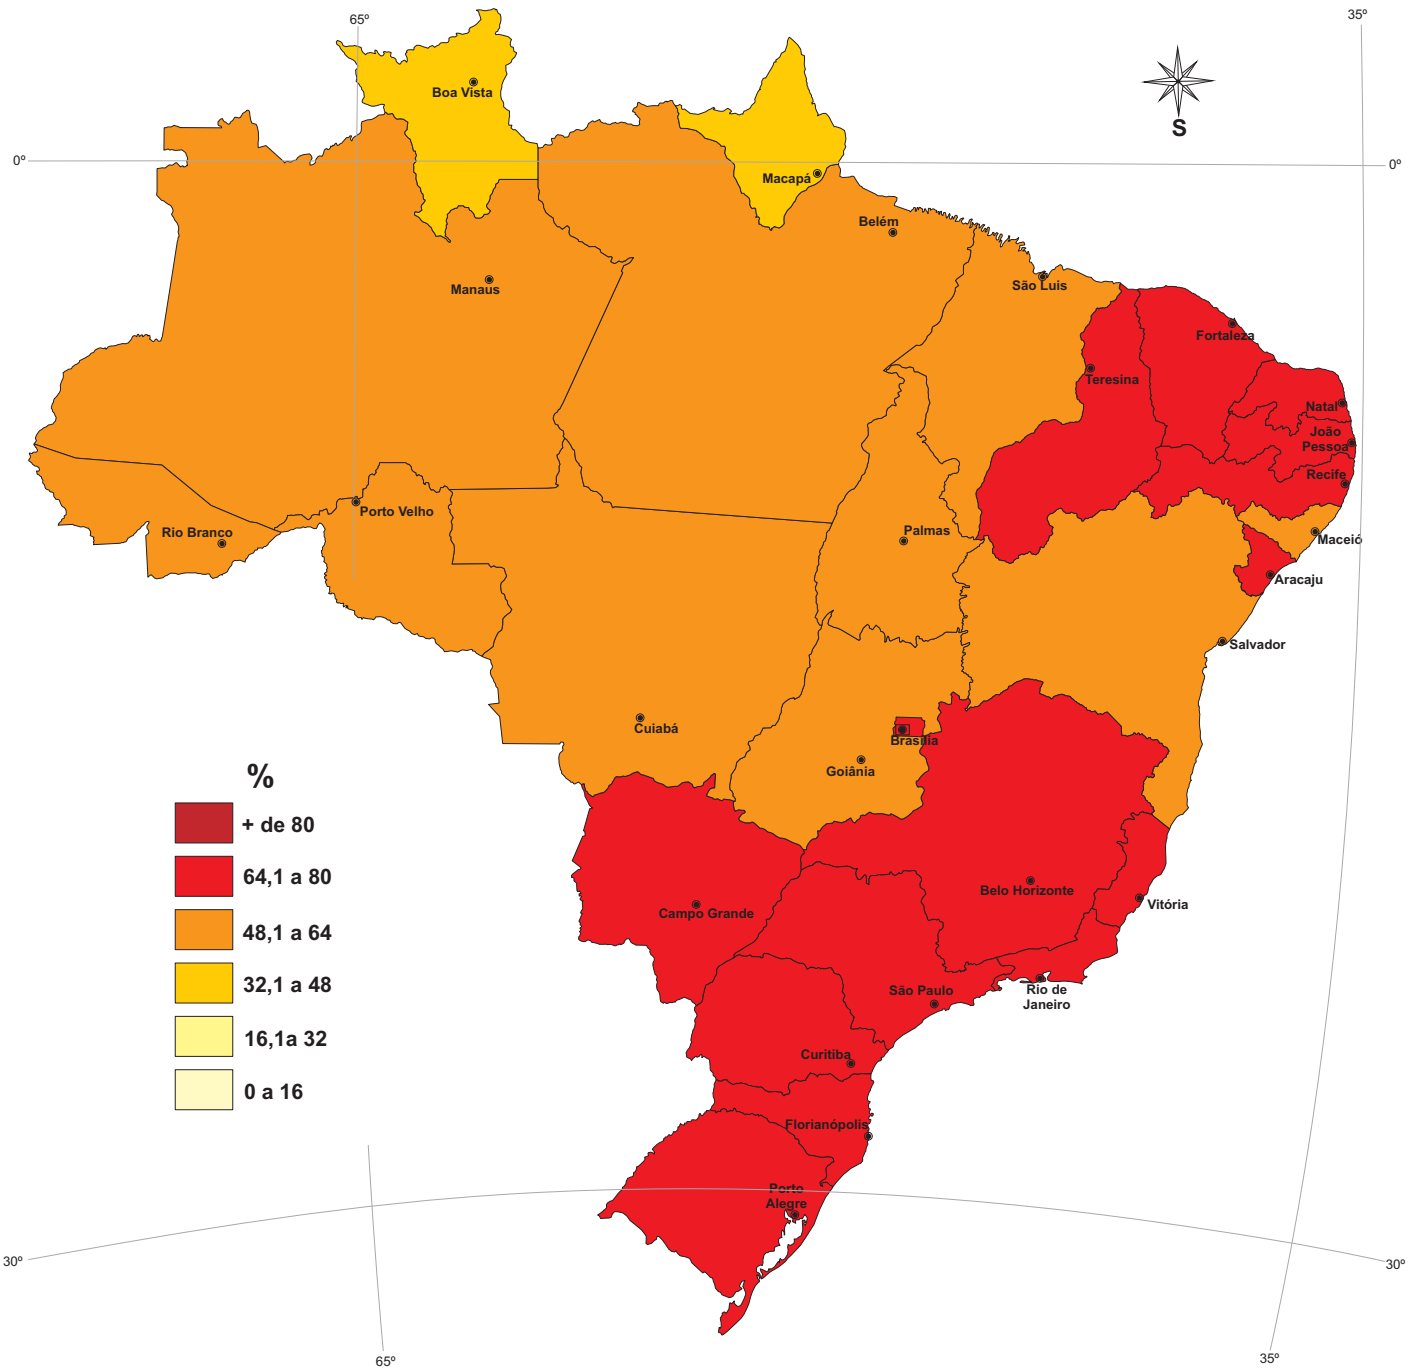 65º
35º
Boa Vista
S
0º
0º
Macapá
Belém
São Luis
Manaus
Fortaleza
Teresina
Natal
João
Pessoa
Recife
Porto Velho
Rio Branco
Palmas
Maceió
Aracaju
Salvador
Cuiabá
Brasília
Goiânia
%
+ de 80
64,1 a 80
48,1 a 64
32,1 a 48
16,1a 32
0 a 16
Belo Horizonte
Vitória
Campo Grande
São Paulo
Rio de
Janeiro
Curitiba
Florianópolis
Porto
Alegre
30º
30º
65º
35º